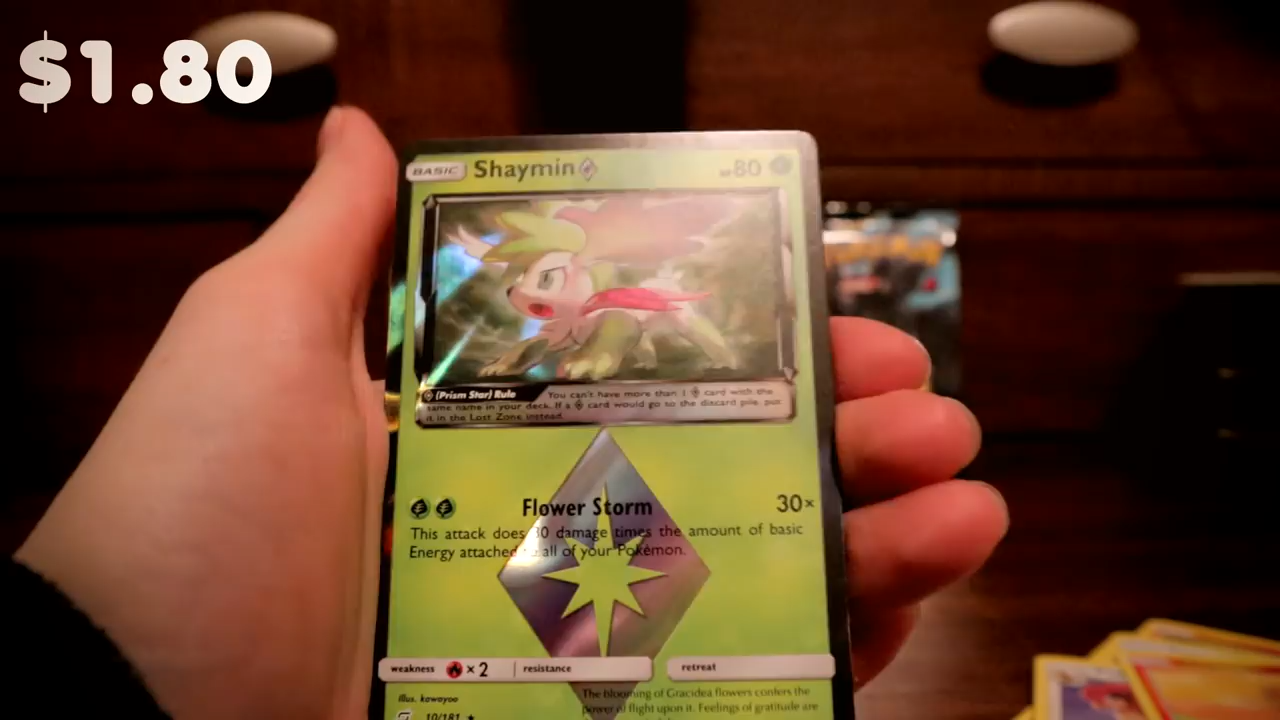 $1.80
BASIC Shaymin HP 80
(Prism Star) Rule You can't have more than 1 card with the
same name in your deck. If a card would go to the discard pile, put
it in the Lost Zone instead.
Flower Storm 30×
This attack does 30 damage times the amount of basic
Energy attached to all of your Pokémon.
weakness ×2 resistance retreat
illus. kawayoo
The blooming of Gracidea flowers confers the
power of flight upon it. Feelings of gratitude are
10/181